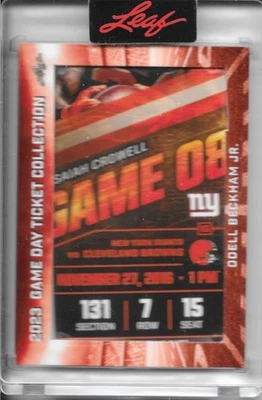 Leaf
ISAIAH CROWELL
GAME 08
ny
NEW YORK GIANTS
VS CLEVELAND BROWNS
NOVEMBER 27, 2016 - 1 PM
131 | 7 | 15
SECTION ROW SEAT
2023 GAME DAY TICKET COLLECTION
ODELL BECKHAM JR.